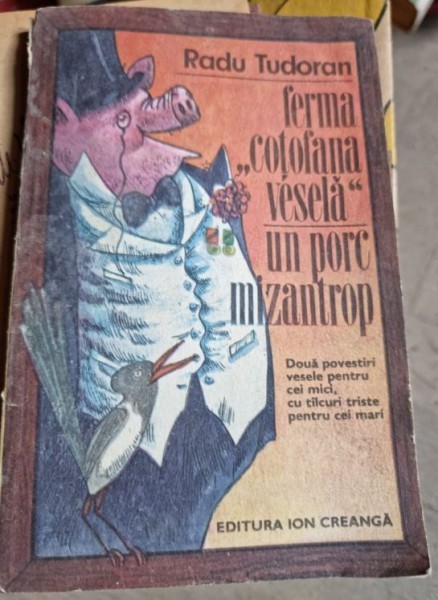 Radu Tudoran
ferma
„coțofana
veselă“
un porc
mizantrop
Două povestiri
vesele pentru
cei mici,
cu tîlcuri triste
pentru cei mari
EDITURA ION CREANGĂ